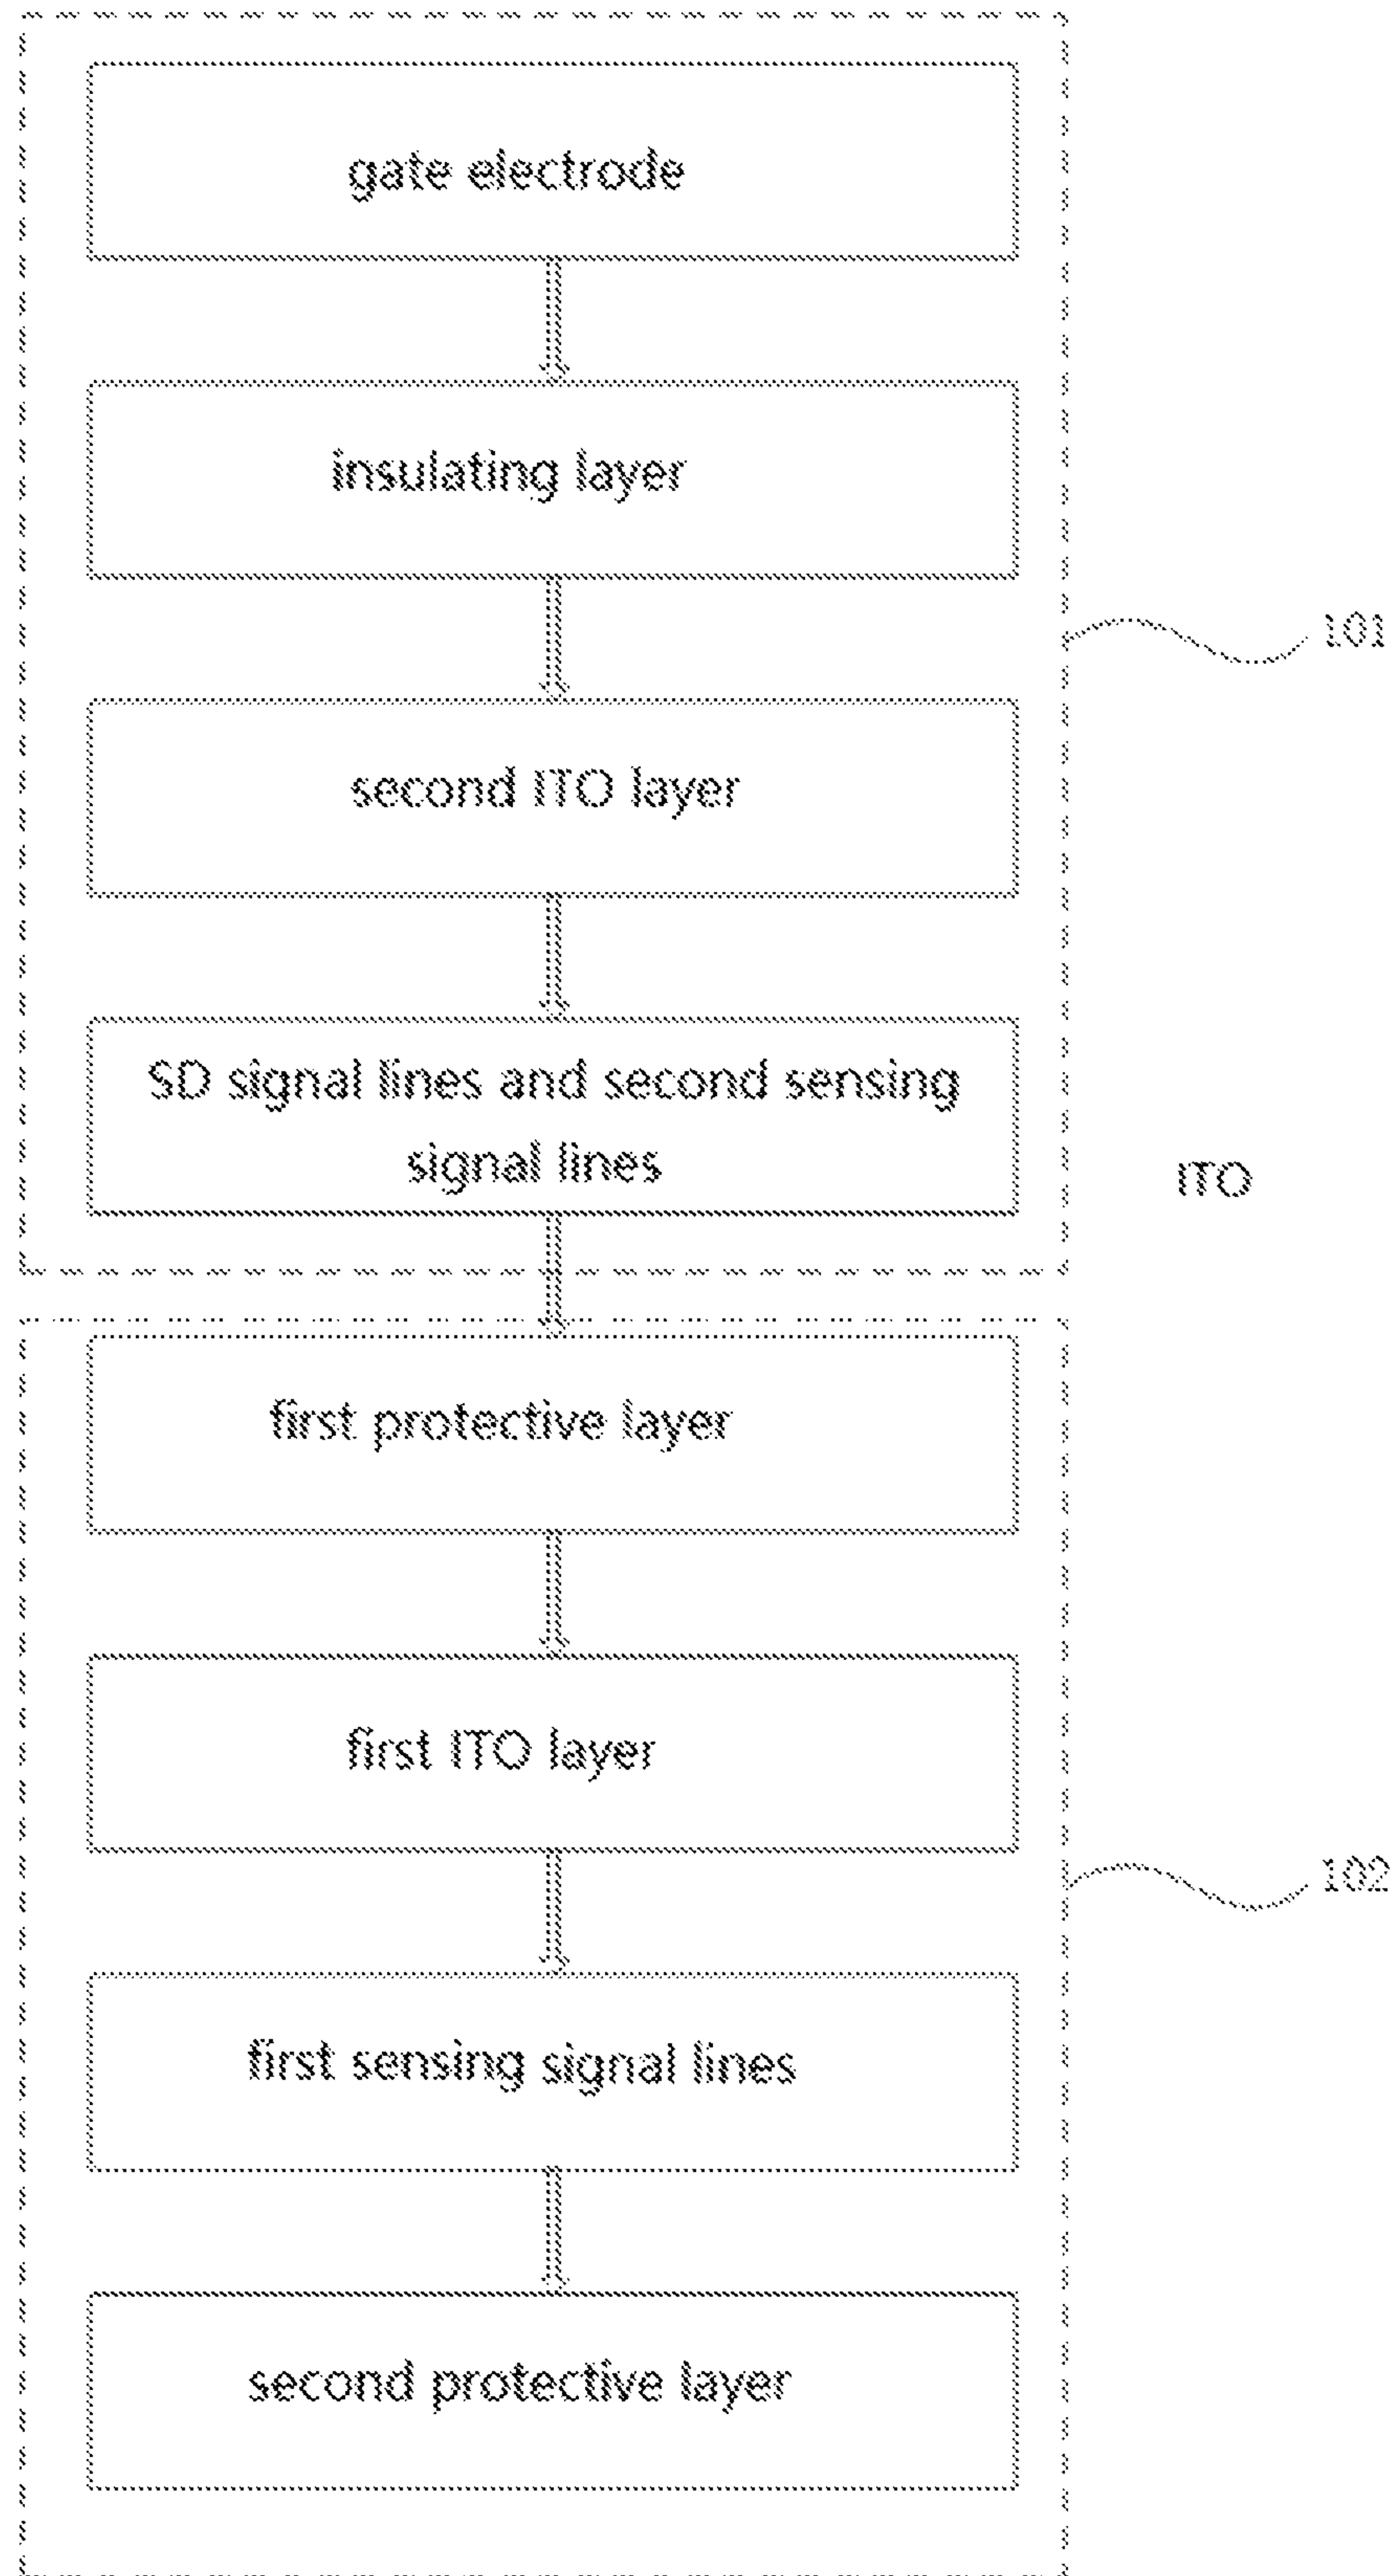 gate electrode
insulating layer
101
second ITO layer
SD signal lines and second sensing
signal lines
ITO
first protective layer
first ITO layer
102
first sensing signal lines
second protective layer